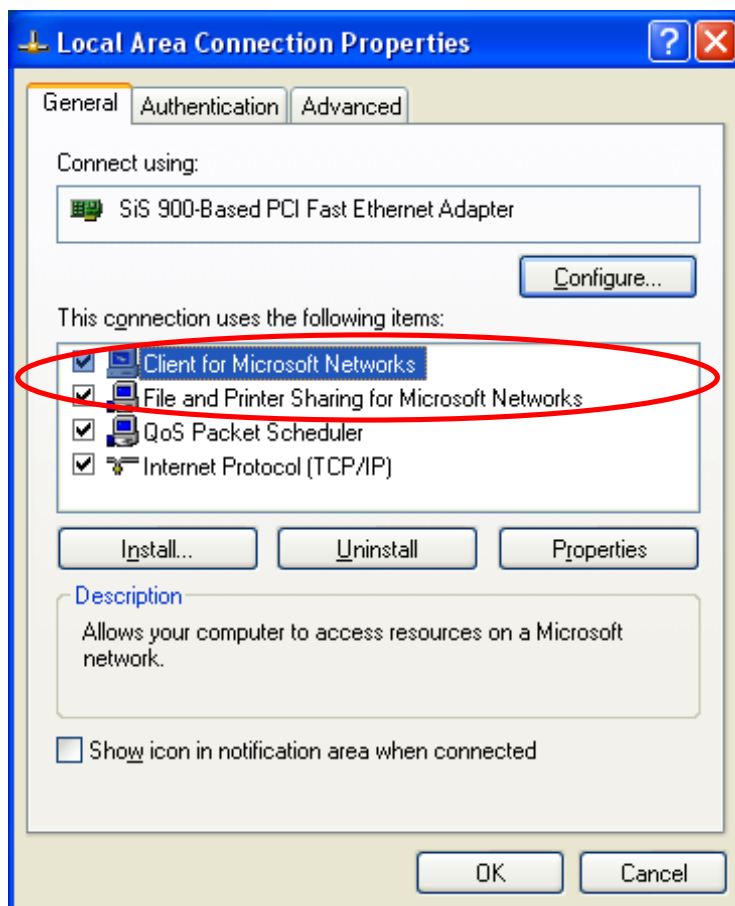 Local Area Connection Properties
General Authentication Advanced
Connect using:
SiS 900-Based PCI Fast Ethernet Adapter
Configure...
This connection uses the following items:
Client for Microsoft Networks
File and Printer Sharing for Microsoft Networks
QoS Packet Scheduler
Internet Protocol (TCP/IP)
Install... Uninstall Properties
Description
Allows your computer to access resources on a Microsoft
network.
Show icon in notification area when connected
OK Cancel